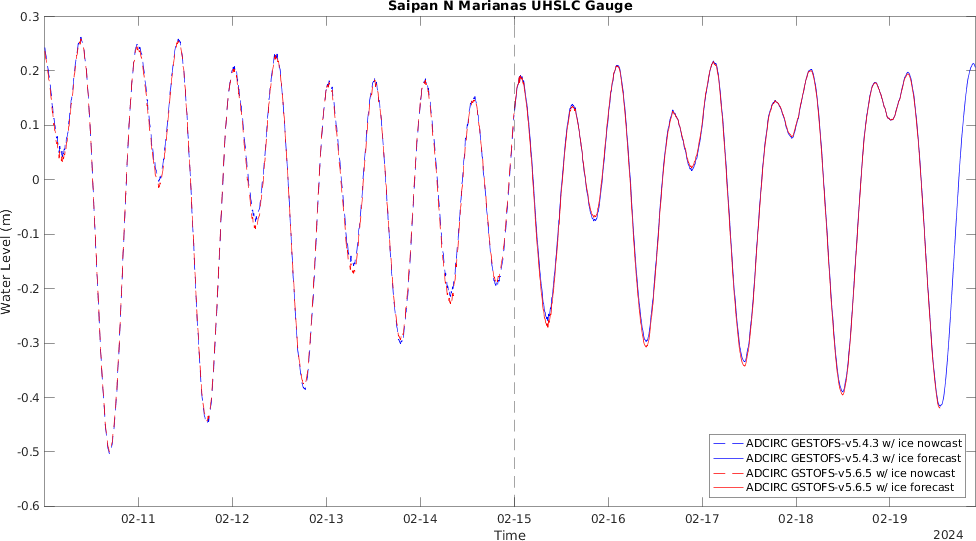 Saipan N Marianas UHSLC Gauge
0.3
0.2
0.1
0
-0.1
-0.2
-0.3
-0.4
-0.5
-0.6
Water Level (m)
ADCIRC GESTOFS-v5.4.3 w/ ice nowcast
ADCIRC GESTOFS-v5.4.3 w/ ice forecast
ADCIRC GSTOFS-v5.6.5 w/ ice nowcast
ADCIRC GSTOFS-v5.6.5 w/ ice forecast
02-11 02-12 02-13 02-14 02-15 02-16 02-17 02-18 02-19
Time
2024